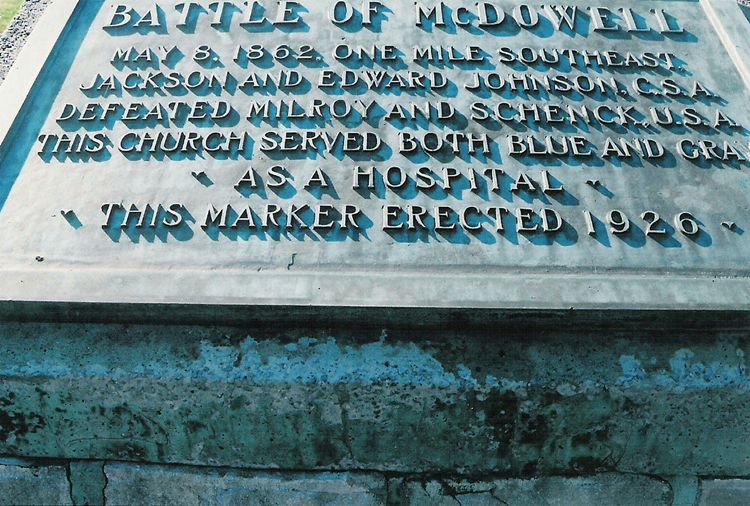 BATTLE OF McDOWELL
MAY 8, 1862. ONE MILE SOUTHEAST.
JACKSON AND EDWARD JOHNSON, C.S.A.
DEFEATED MILROY AND SCHENCK, U.S.A.
THIS CHURCH SERVED BOTH BLUE AND GRA
AS A HOSPITAL
THIS MARKER ERECTED 1926